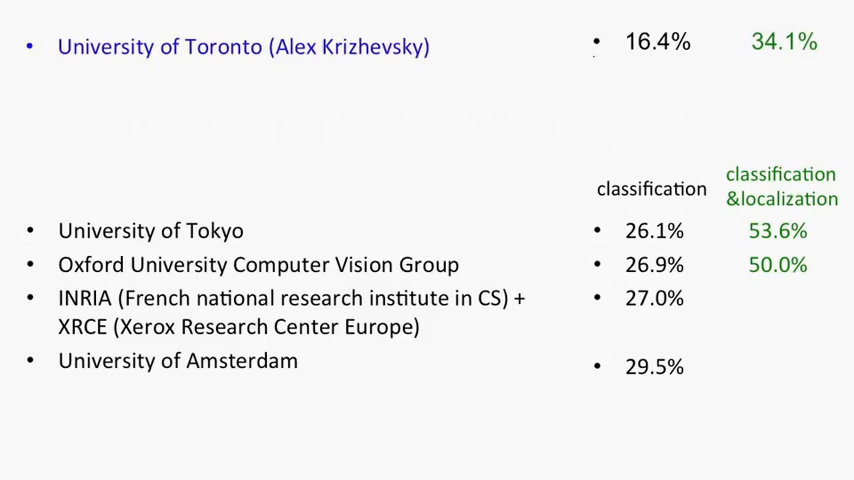 • University of Toronto (Alex Krizhevsky) • 16.4% 34.1%
classification classification
&localization
• University of Tokyo • 26.1% 53.6%
• Oxford University Computer Vision Group • 26.9% 50.0%
• INRIA (French national research institute in CS) + • 27.0%
XRCE (Xerox Research Center Europe)
• University of Amsterdam • 29.5%